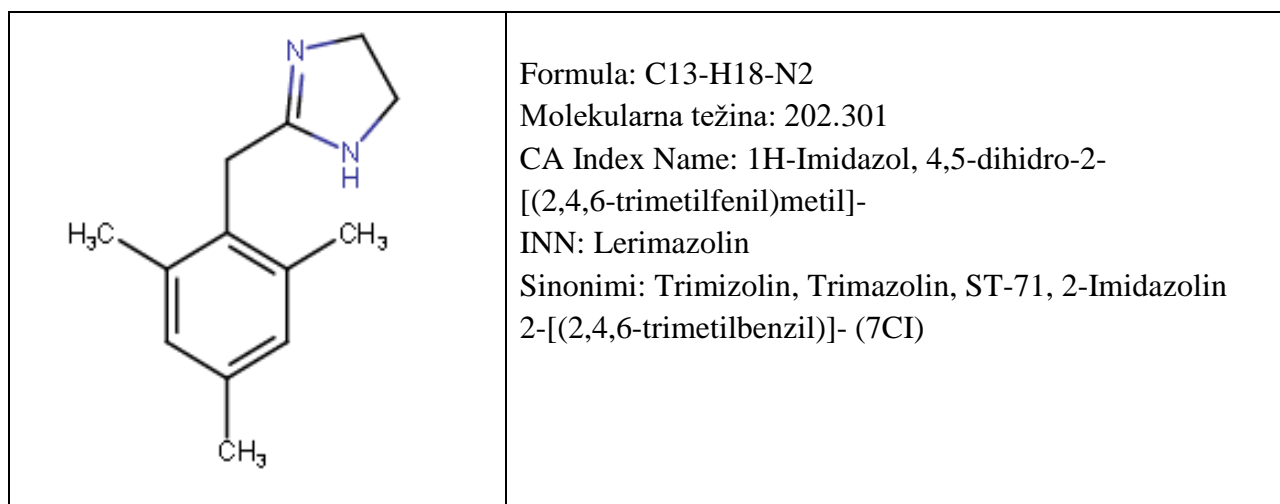 N
N
H
H₃C
CH₃
CH₃
Formula: C13-H18-N2
Molekularna težina: 202.301
CA Index Name: 1H-Imidazol, 4,5-dihidro-2-
[(2,4,6-trimetilfenil)metil]-
INN: Lerimazolin
Sinonimi: Trimizolin, Trimazolin, ST-71, 2-Imidazolin
2-[(2,4,6-trimetilbenzil)]- (7CI)